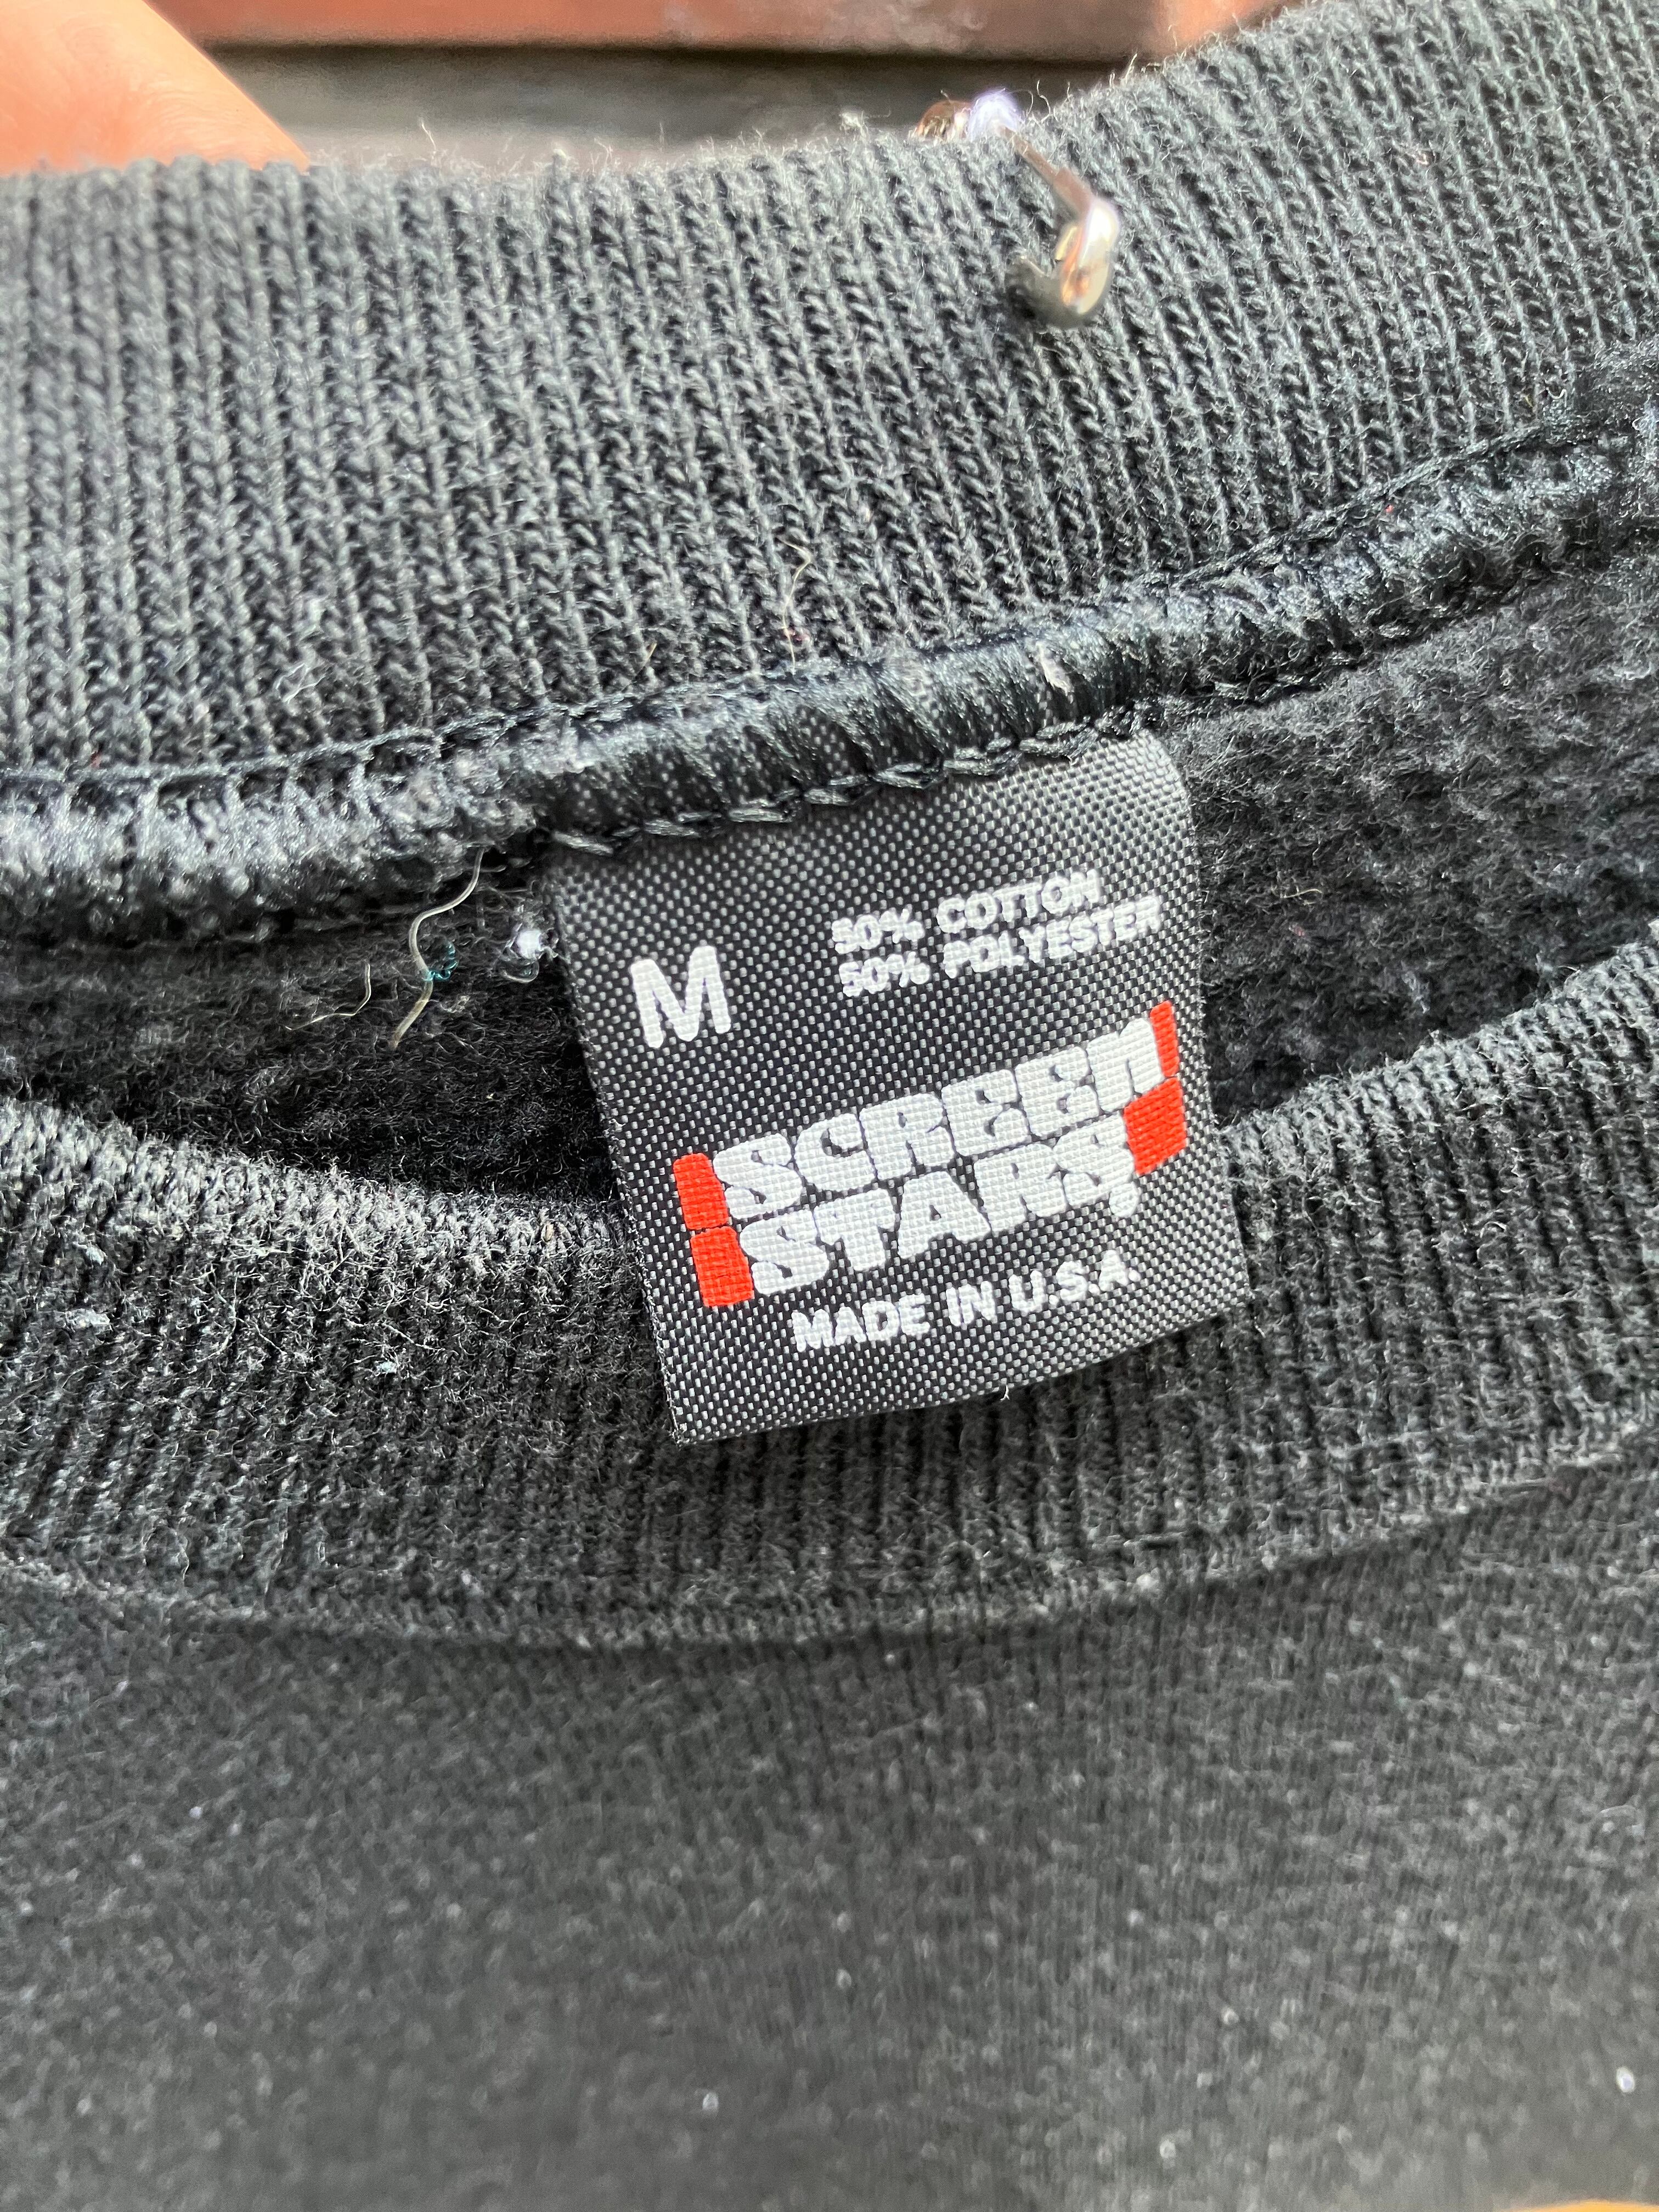 M
50% COTTON
50% POLYESTER
SCREEN
STARS
MADE IN U.S.A.